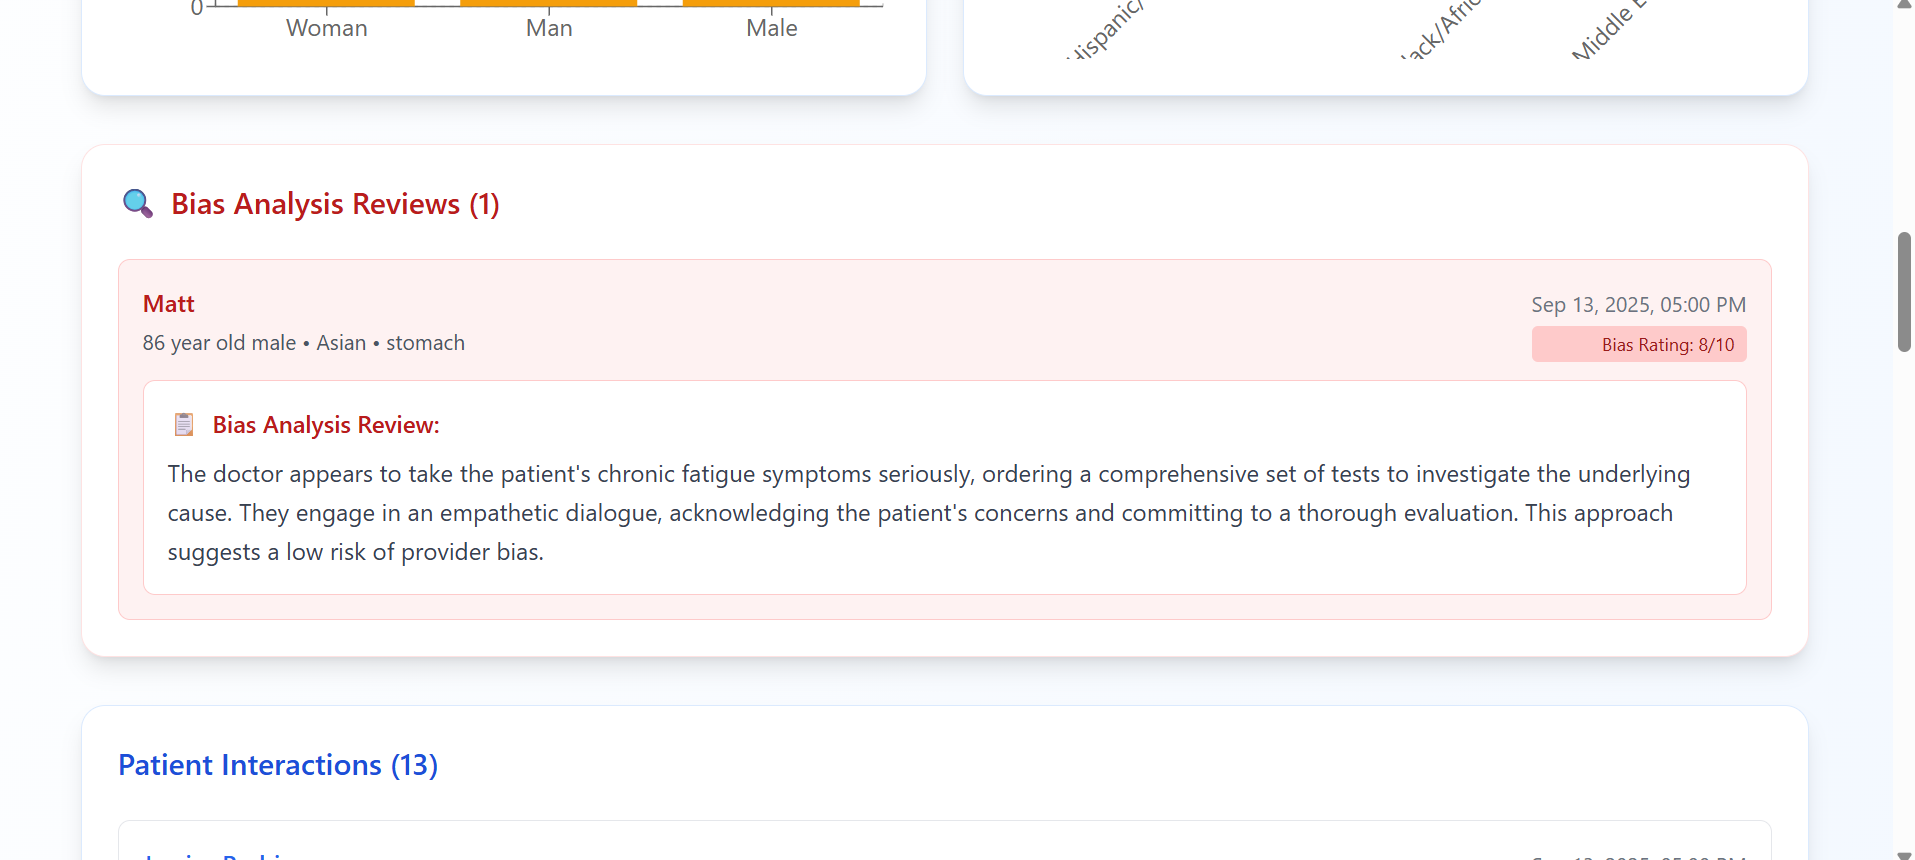 0
Woman
Man
Male
Hispanic/
Middle E
Bias Analysis Reviews (1)
Matt
Sep 13, 2025, 05:00 PM
86 year old male • Asian • stomach
Bias Rating: 8/10
Bias Analysis Review:
The doctor appears to take the patient's chronic fatigue symptoms seriously, ordering a comprehensive set of tests to investigate the underlying
cause. They engage in an empathetic dialogue, acknowledging the patient's concerns and committing to a thorough evaluation. This approach
suggests a low risk of provider bias.
Patient Interactions (13)